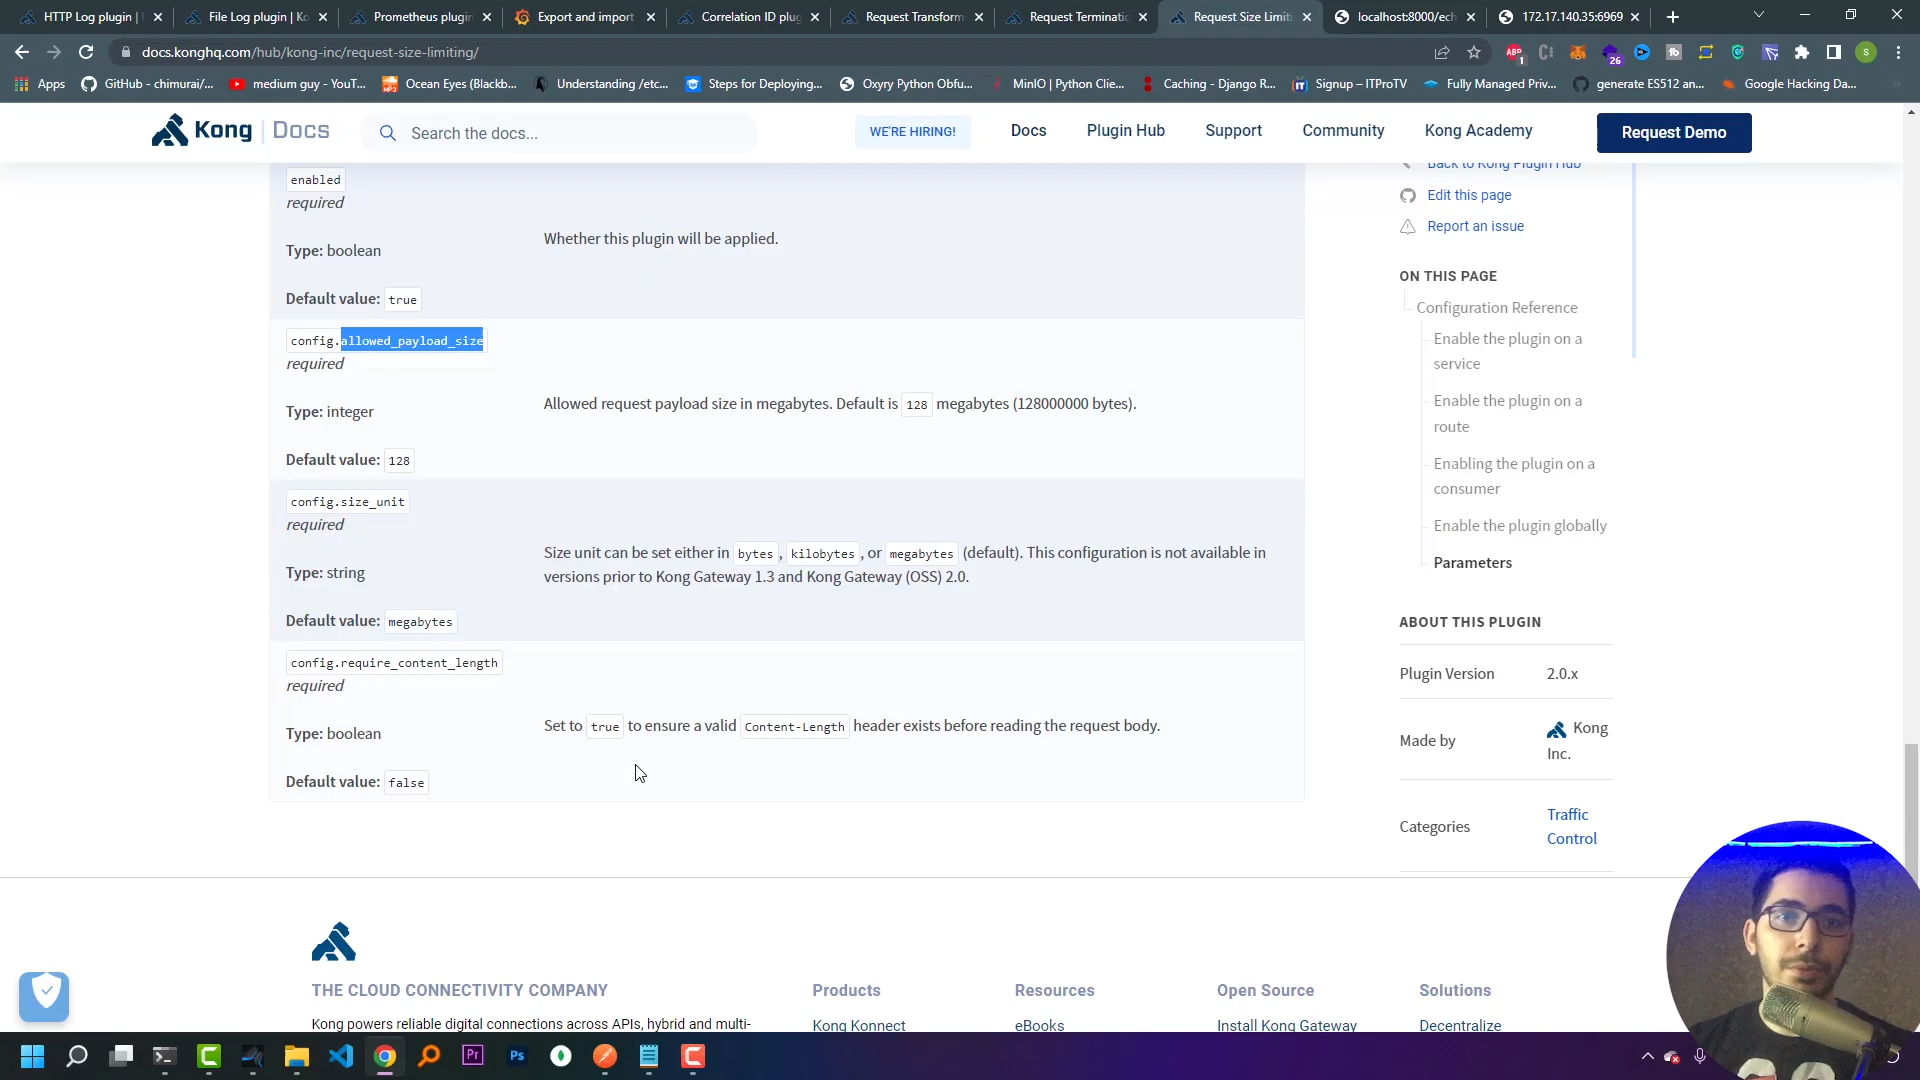 HTTP Log plugin |
File Log plugin | Ko
Prometheus plugin
Export and import
Correlation ID plug
Request Transform
Request Terminatic
Request Size Limiti
localhost:8000/ech
172.17.140.35:6969
docs.konghq.com/hub/kong-inc/request-size-limiting/
Apps
GitHub - chimurai/...
medium guy - YouT...
Ocean Eyes (Blackb...
Understanding /etc...
Steps for Deploying...
Oxyry Python Obfu...
MinIO | Python Clie...
Caching - Django R...
Signup – ITProTV
Fully Managed Priv...
generate ES512 an...
Google Hacking Da...
Kong | Docs
Search the docs...
WE'RE HIRING!
Docs
Plugin Hub
Support
Community
Kong Academy
Request Demo
enabled
required
Type: boolean
Default value: true
Whether this plugin will be applied.
config.allowed_payload_size
required
Type: integer
Default value: 128
Allowed request payload size in megabytes. Default is 128 megabytes (128000000 bytes).
config.size_unit
required
Type: string
Default value: megabytes
Size unit can be set either in bytes, kilobytes, or megabytes (default). This configuration is not available in
versions prior to Kong Gateway 1.3 and Kong Gateway (OSS) 2.0.
config.require_content_length
required
Type: boolean
Default value: false
Set to true to ensure a valid Content-Length header exists before reading the request body.
Back to Kong Plugin Hub
Edit this page
Report an issue
ON THIS PAGE
Configuration Reference
Enable the plugin on a
service
Enable the plugin on a
route
Enabling the plugin on a
consumer
Enable the plugin globally
Parameters
ABOUT THIS PLUGIN
Plugin Version 2.0.x
Made by Kong
Inc.
Categories Traffic
Control
THE CLOUD CONNECTIVITY COMPANY
Kong powers reliable digital connections across APIs, hybrid and multi-
Products
Kong Konnect
Resources
eBooks
Open Source
Install Kong Gateway
Solutions
Decentralize
ABP
1
26
S
Pr
Ps